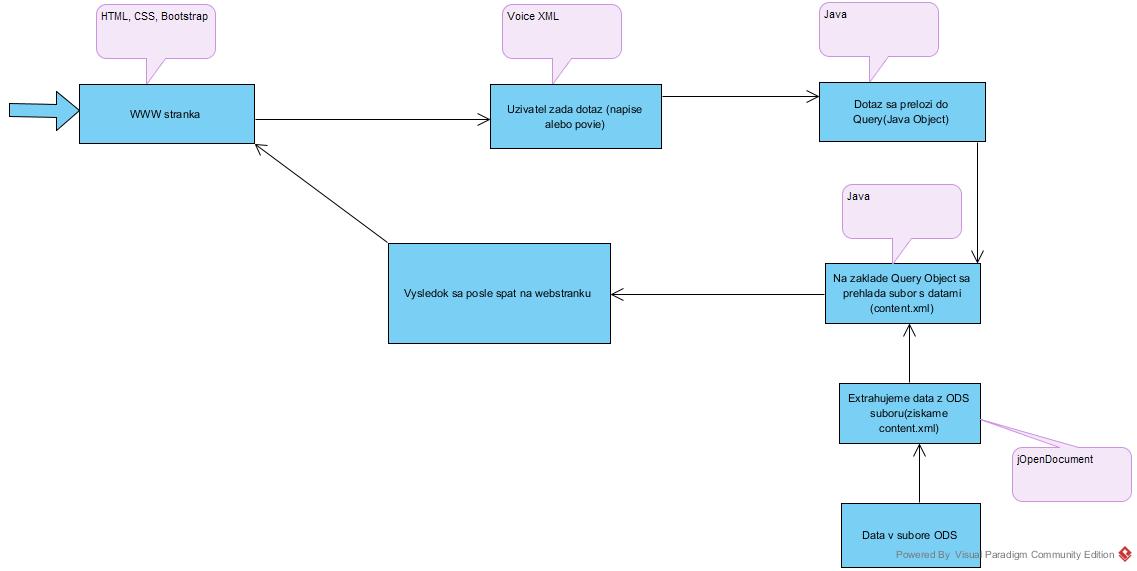 HTML, CSS, Bootstrap
Voice XML
Java
WWW stranka
Uzivatel zada dotaz (napise
alebo povie)
Dotaz sa prelozi do
Query(Java Object)
Java
Vysledok sa posle spat na webstranku
Na zaklade Query Object sa
prehlada subor s datami
(content.xml)
Extrahujeme data z ODS
suboru(ziskame
content.xml)
jOpenDocument
Data v subore ODS
Powered By Visual Paradigm Community Edition